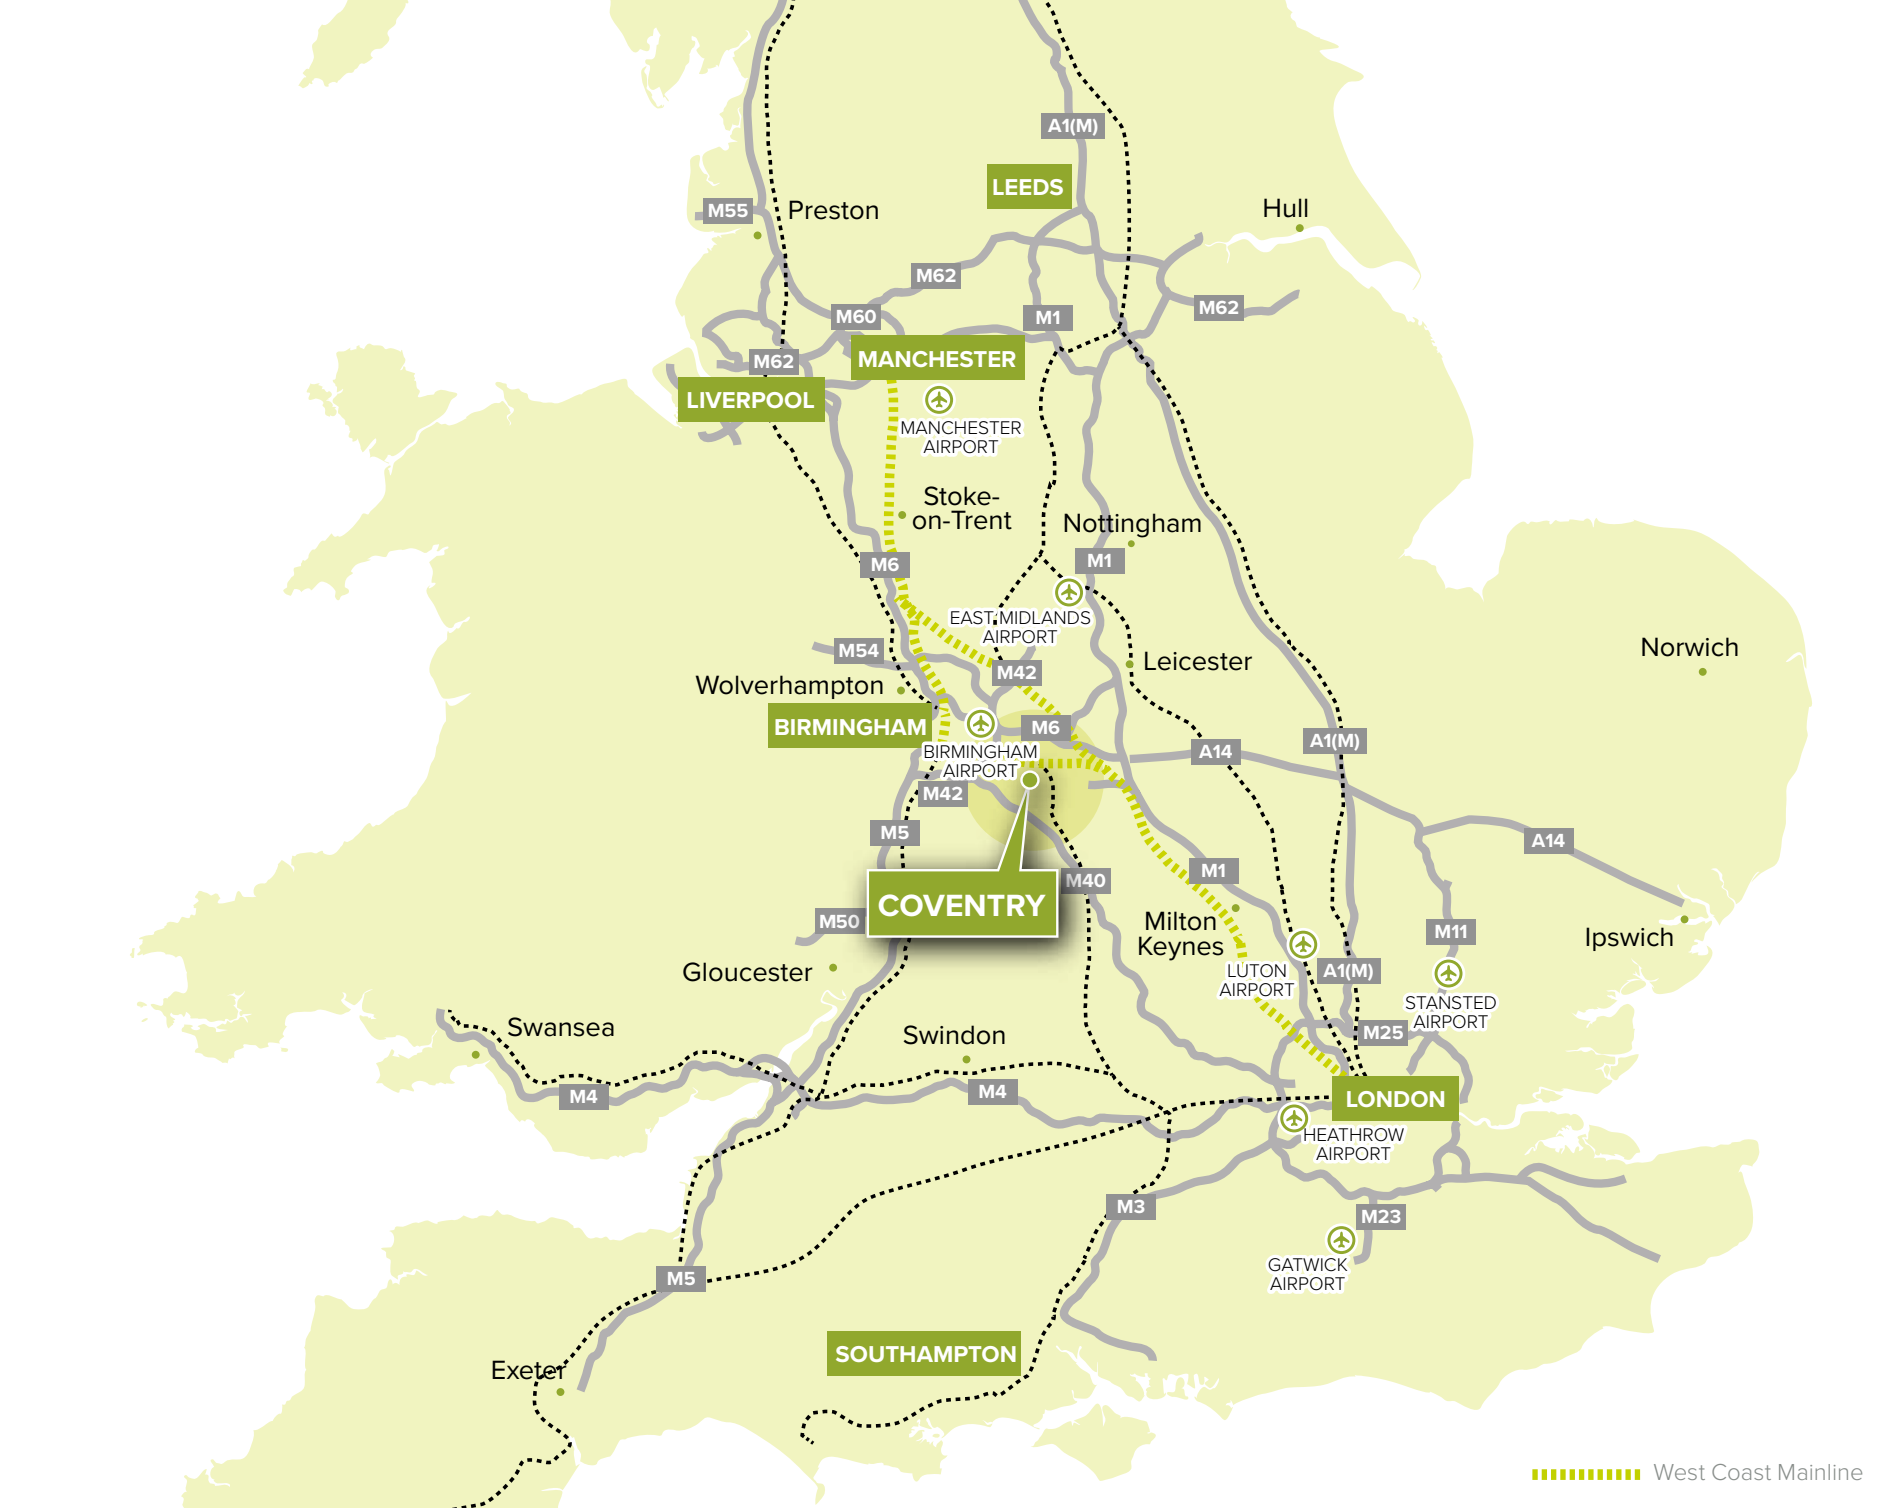 A1(M)
LEEDS
M55
Preston
Hull
M62
M62
M60
M1
MANCHESTER
M62
LIVERPOOL
MANCHESTER
AIRPORT
Stoke-
on-Trent
Nottingham
M6
M1
EAST MIDLANDS
AIRPORT
M54
Norwich
Leicester
M42
Wolverhampton
BIRMINGHAM
M6
A1(M)
BIRMINGHAM
AIRPORT
A14
M42
M5
A14
M1
M40
COVENTRY
M50
Milton
Keynes
M11
Ipswich
Gloucester
LUTON
AIRPORT
A1(M)
STANSTED
AIRPORT
Swansea
Swindon
M25
M4
M4
LONDON
HEATHROW
AIRPORT
M3
M23
GATWICK
AIRPORT
M5
SOUTHAMPTON
Exeter
West Coast Mainline